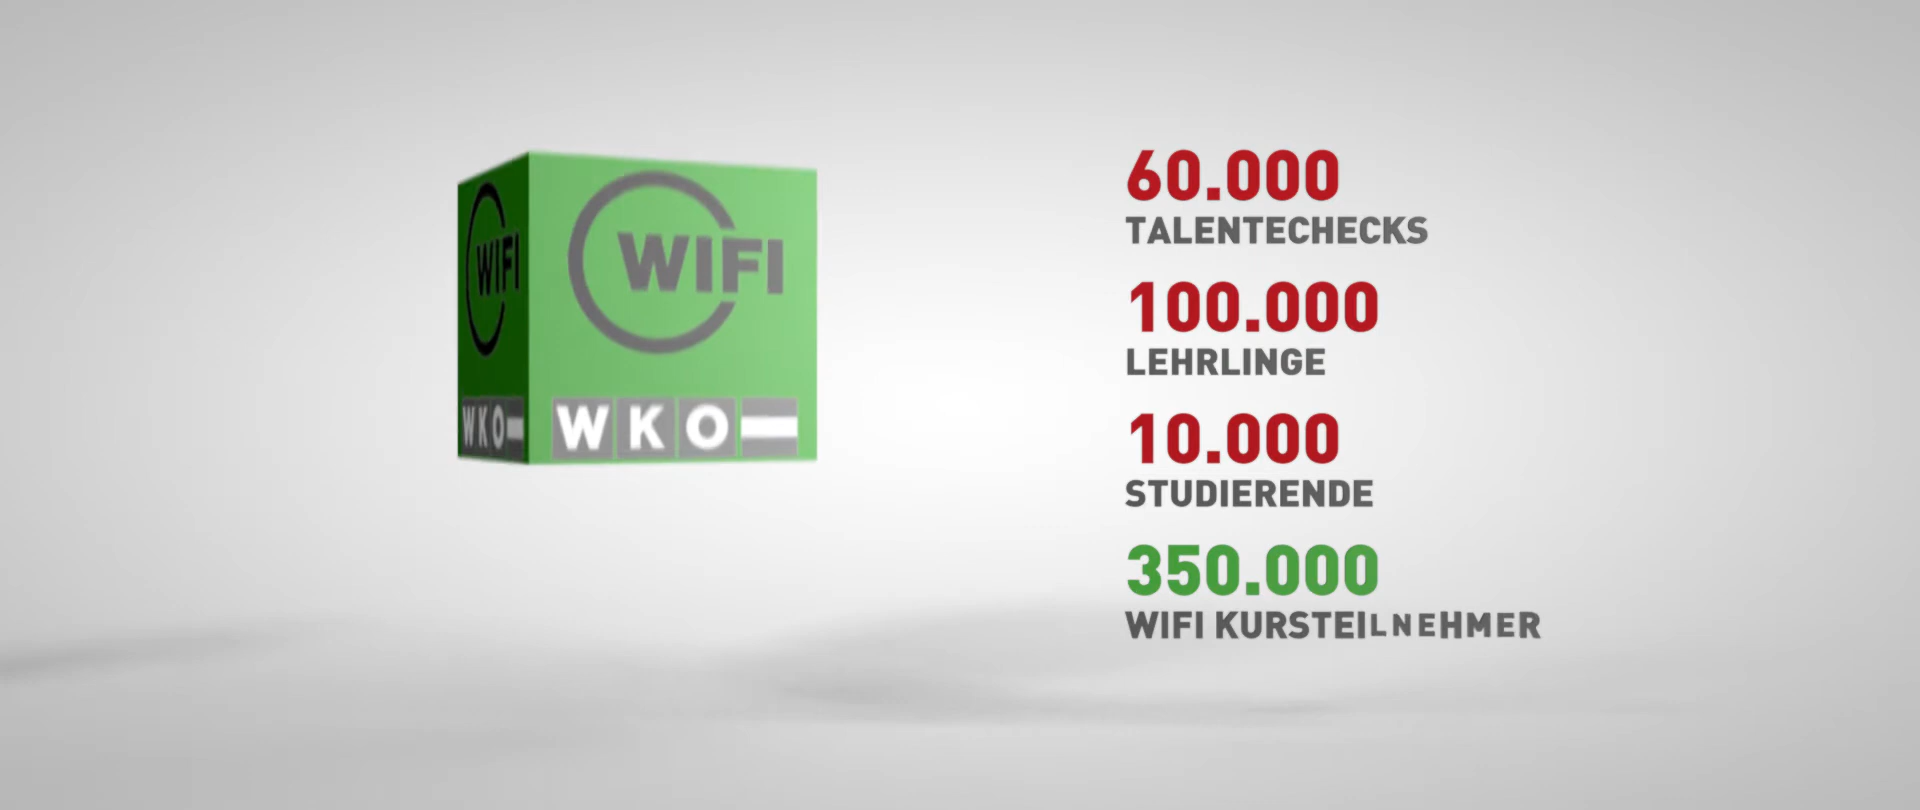 WIFI
WKO
WIFI
WKO
60.000
TALENTECHECKS
100.000
LEHRLINGE
10.000
STUDIERENDE
350.000
WIFI KURSTEILNEHMER